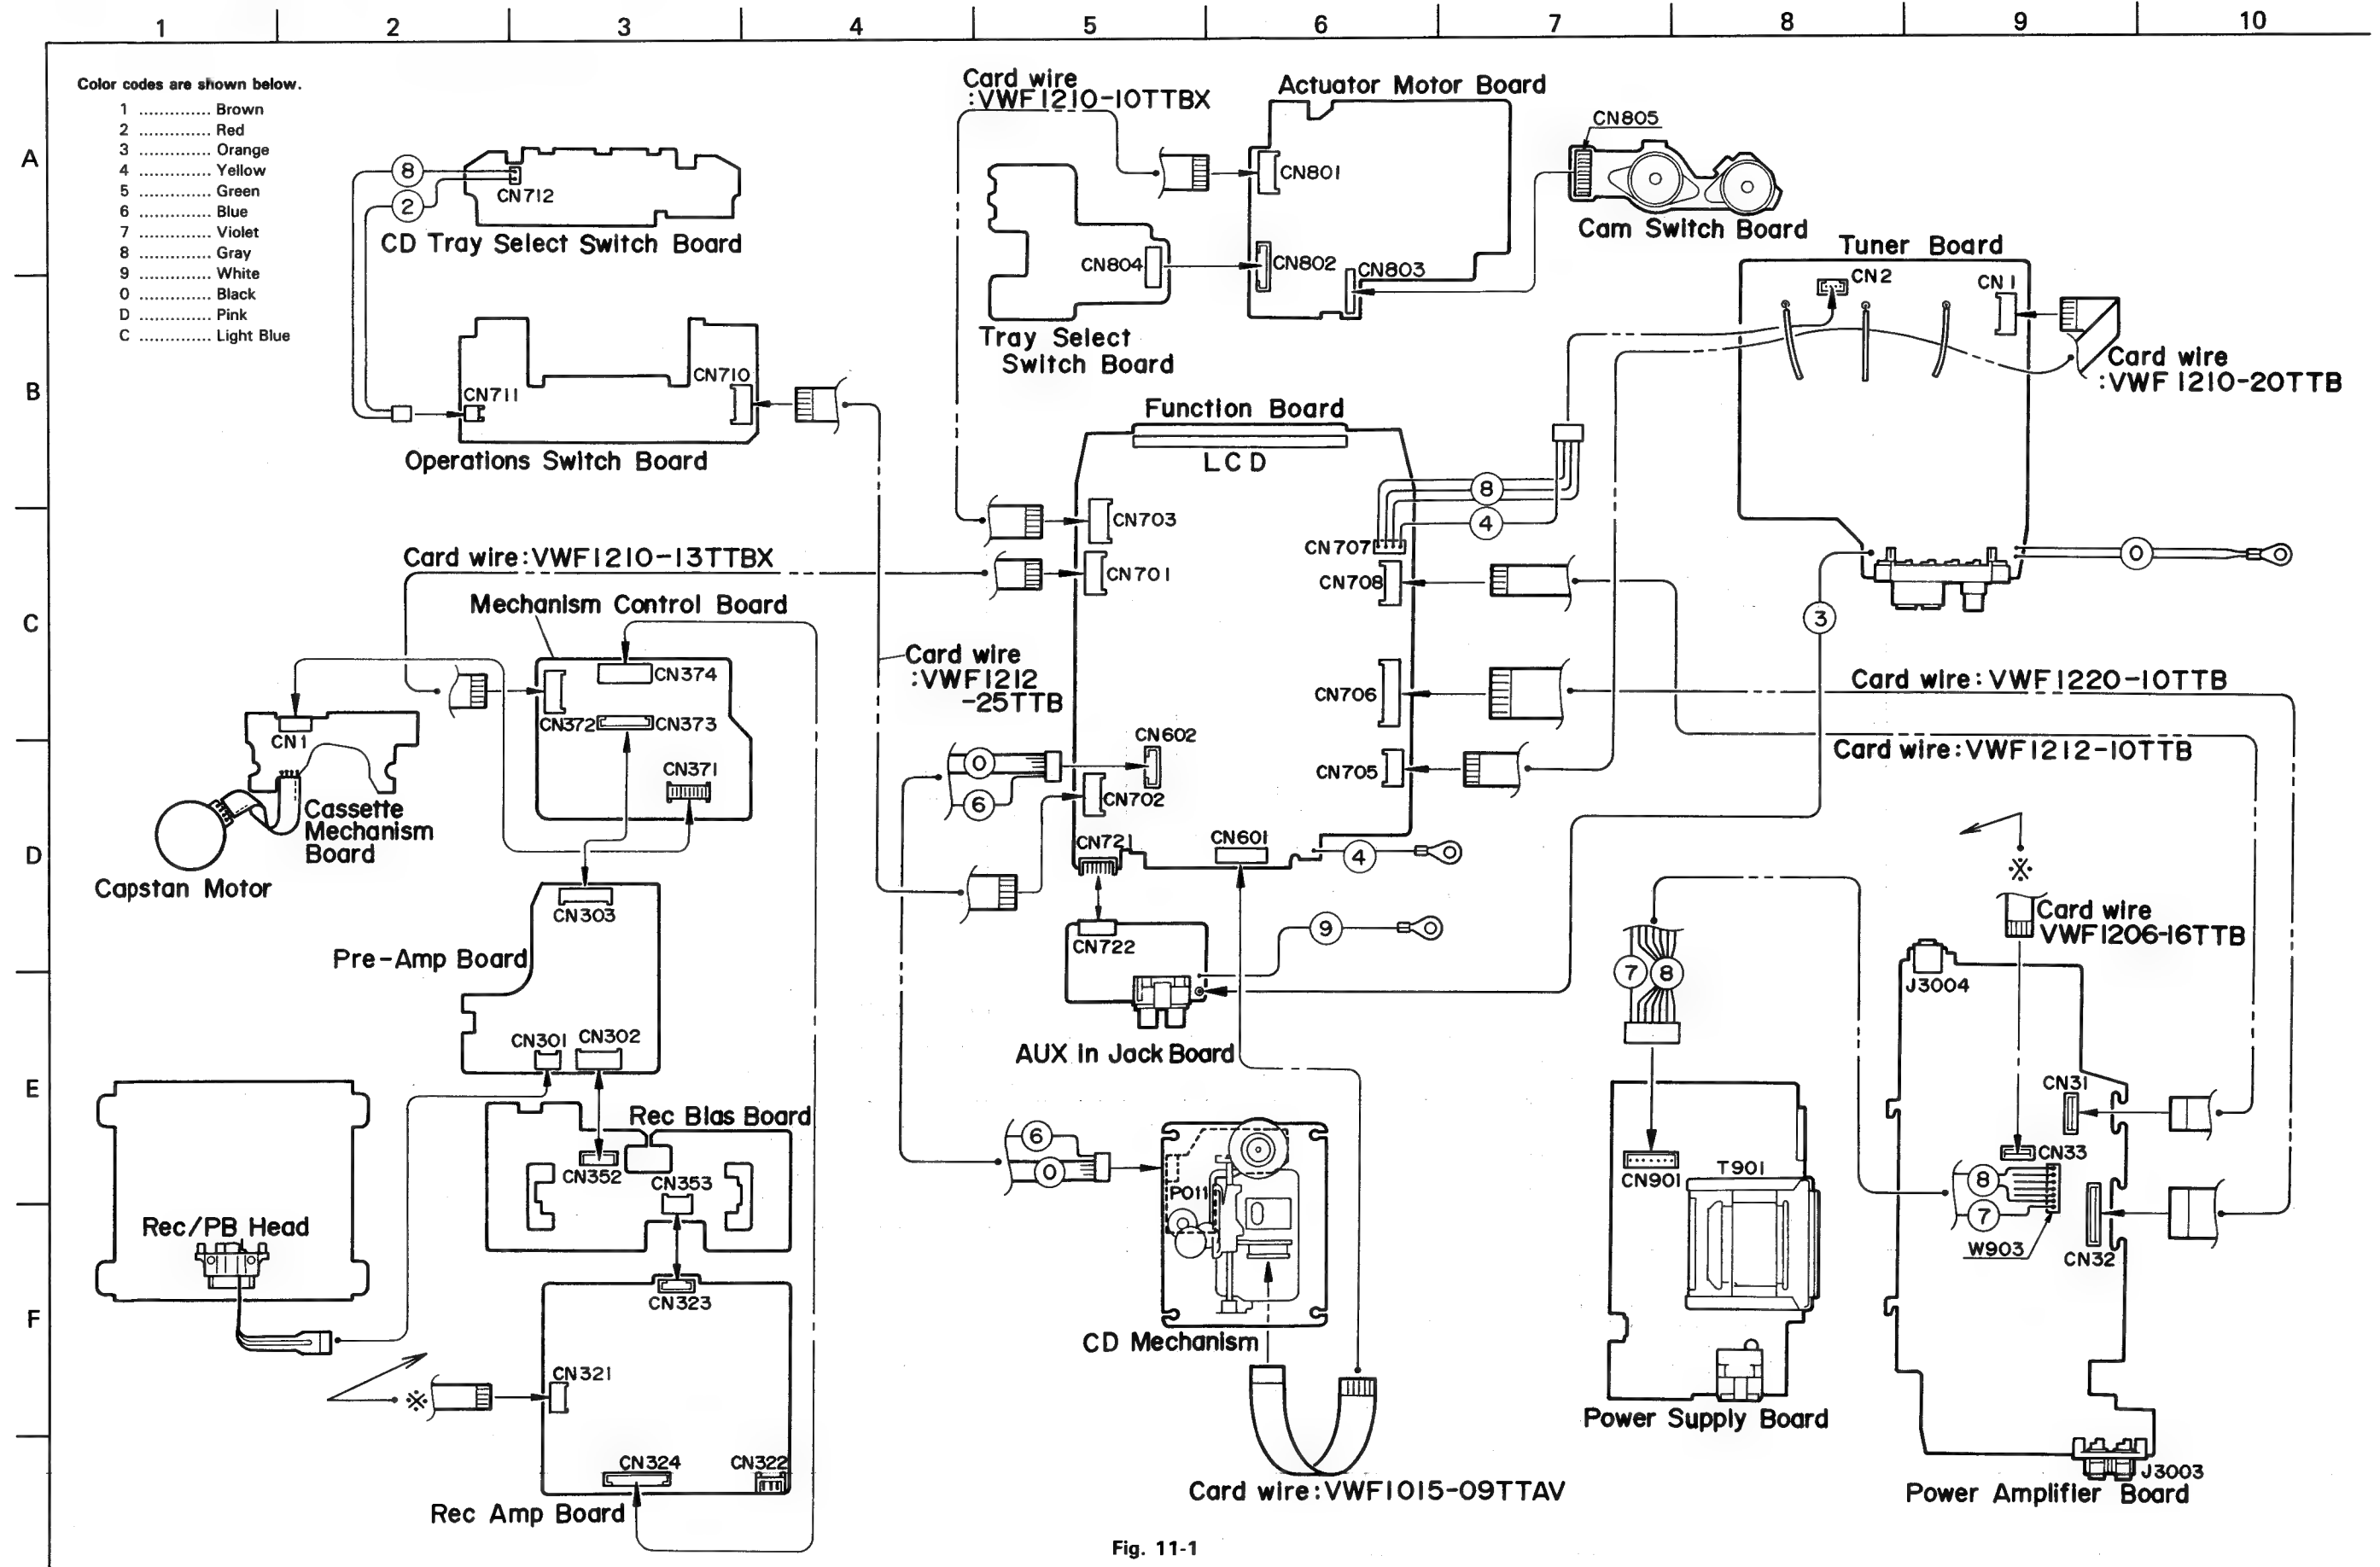 1 2 3 4 5 6 7 8 9 10
A
B
C
D
E
F
Color codes are shown below.
1 ............. Brown
2 ............. Red
3 ............. Orange
4 ............. Yellow
5 ............. Green
6 ............. Blue
7 ............. Violet
8 ............. Gray
9 ............. White
0 ............. Black
D ............. Pink
C ............. Light Blue
8
2
CN712
CD Tray Select Switch Board
CN711
CN710
Operations Switch Board
Card wire
:VWF1210-10TTBX
Actuator Motor Board
CN801
CN802
CN803
CN804
Tray Select
Switch Board
CN805
Cam Switch Board
Tuner Board
CN2
CN1
Card wire
:VWF1210-20TTB
Function Board
LCD
CN703
CN701
8
4
CN707
CN708
CN706
CN705
CN602
CN702
CN721
CN601
4
0
3
Card wire:VWF1210-13TTBX
Mechanism Control Board
CN374
CN372
CN373
CN371
Card wire
:VWF1212
-25TTB
0
6
Card wire:VWF1220-10TTB
Card wire:VWF1212-10TTB
CN1
Cassette
Mechanism
Board
Capstan Motor
CN303
Pre-Amp Board
CN301
CN302
CN722
9
AUX In Jack Board
7
8
※
Card wire
VWF1206-16TTB
J3004
CN31
CN33
8
7
W903
CN32
J3003
Power Amplifier Board
CN901
T901
Power Supply Board
Rec Bias Board
CN352
CN353
Rec/PB Head
6
0
P011
CD Mechanism
CN323
CN321
※
CN324
CN322
Rec Amp Board
Card wire:VWF1015-09TTAV
Fig. 11-1